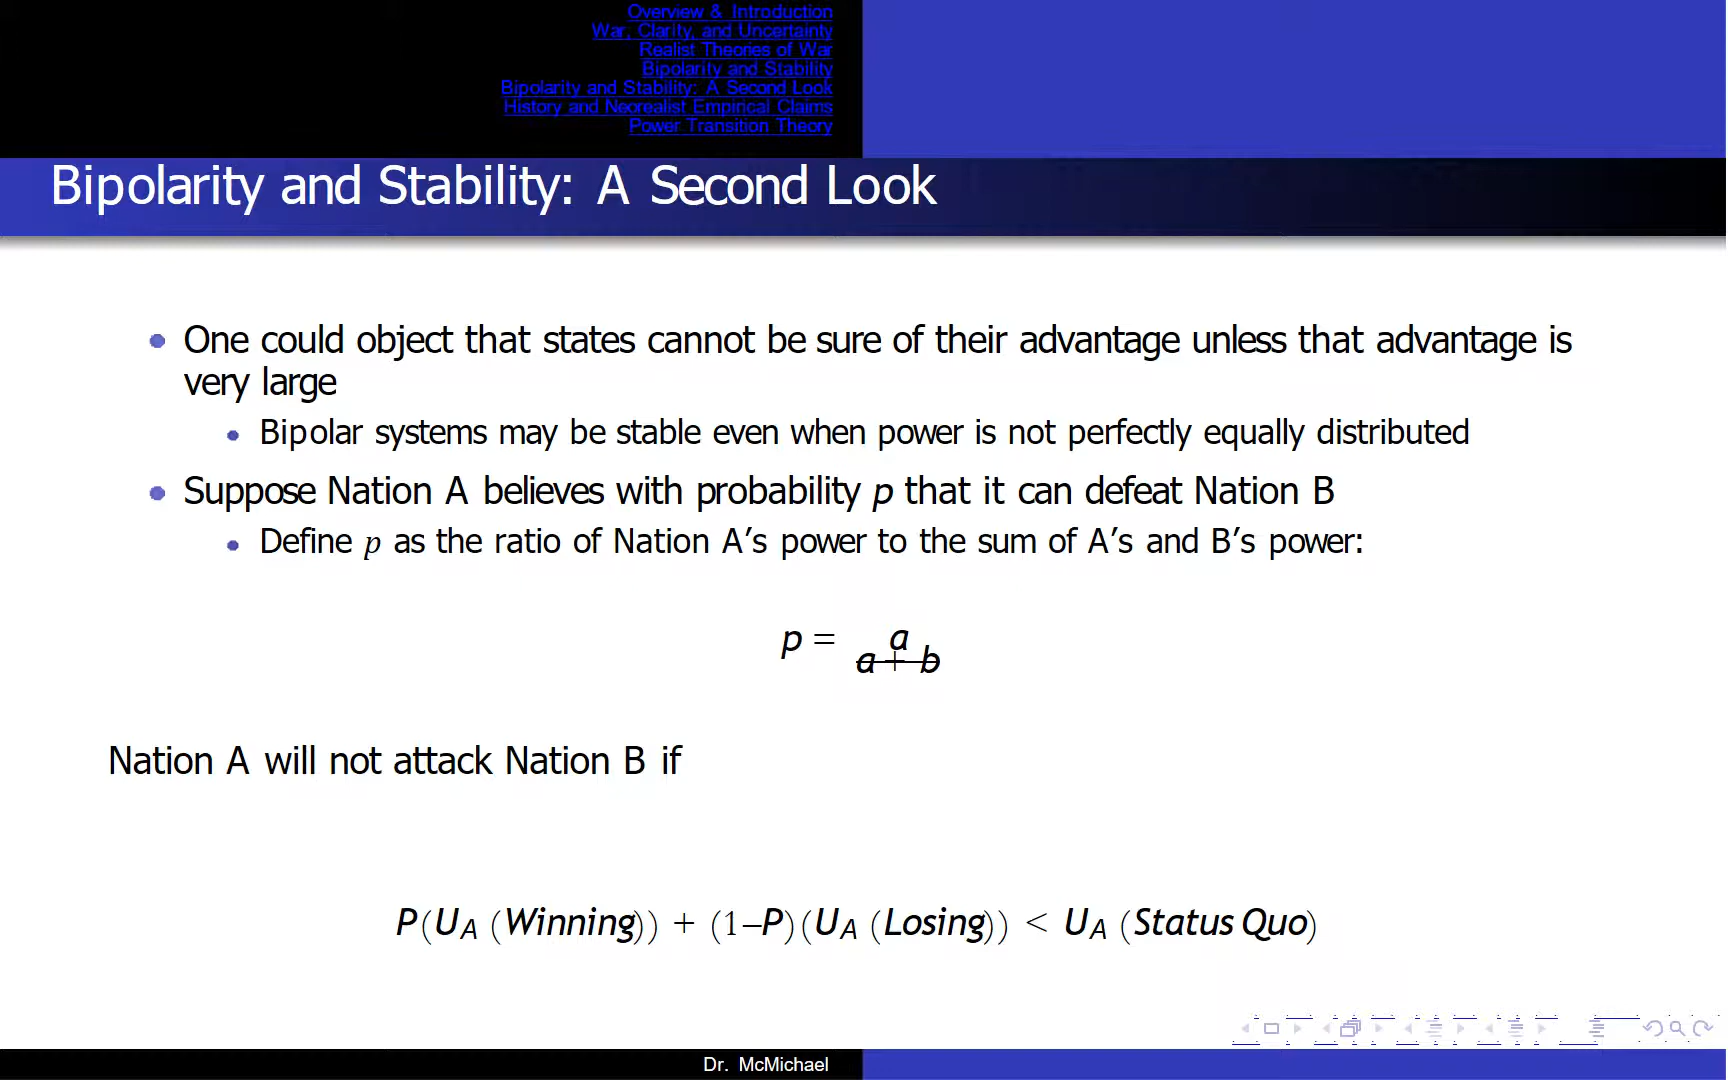 Overview & Introduction
War, Clarity, and Uncertainty
Realist Theories of War
Bipolarity and Stability
Bipolarity and Stability: A Second Look
History and Neorealist Empirical Claims
Power Transition Theory
Bipolarity and Stability: A Second Look
One could object that states cannot be sure of their advantage unless that advantage is
very large
Bipolar systems may be stable even when power is not perfectly equally distributed
Suppose Nation A believes with probability p that it can defeat Nation B
Define p as the ratio of Nation A’s power to the sum of A’s and B’s power:
p = a
a + b
Nation A will not attack Nation B if
P(U_A (Winning)) + (1–P)(U_A (Losing)) < U_A (Status Quo)
Dr. McMichael